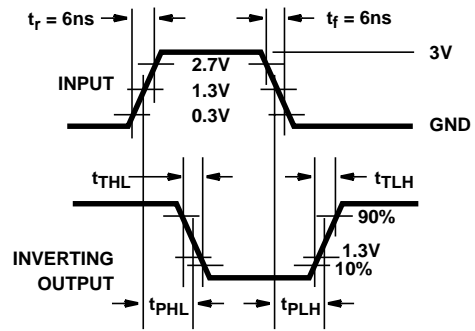 tr = 6ns
tf = 6ns
3V
2.7V
INPUT
1.3V
0.3V
GND
tTHL
tTLH
90%
INVERTING
OUTPUT
1.3V
10%
tPHL
tPLH